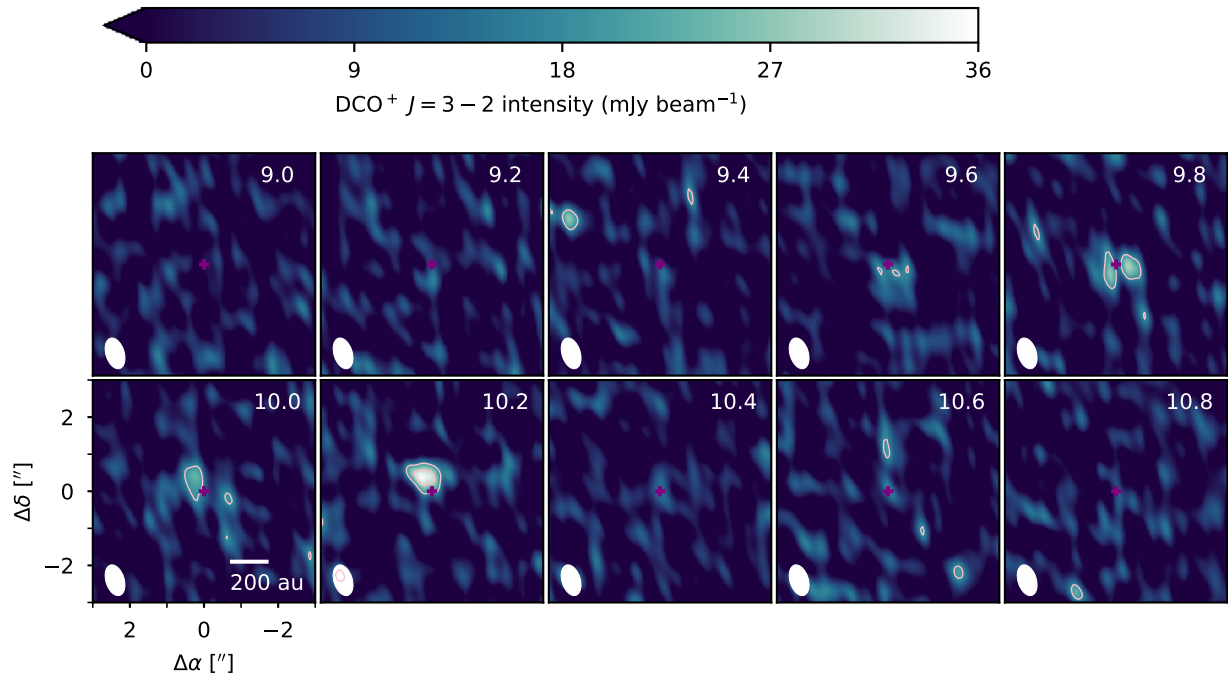 0 9 18 27 36
DCO⁺ J = 3 − 2 intensity (mJy beam⁻¹)
9.0 9.2 9.4 9.6 9.8
10.0 10.2 10.4 10.6 10.8
2
0
−2
Δδ [″]
200 au
2 0 −2
Δα [″]